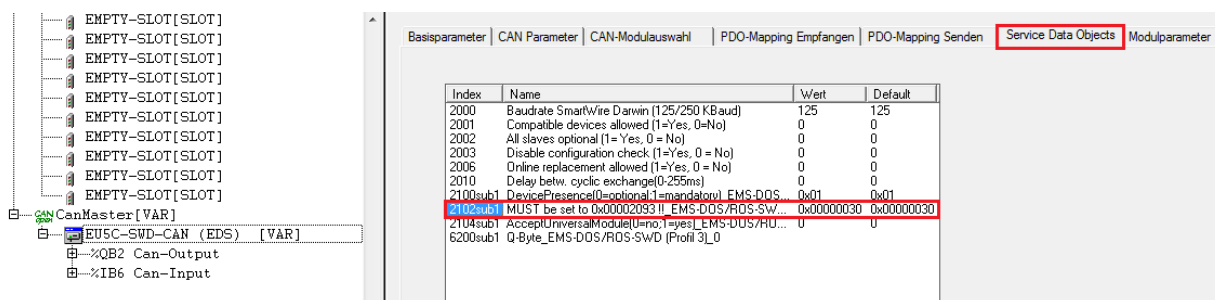 EMPTY-SLOT[SLOT]
EMPTY-SLOT[SLOT]
EMPTY-SLOT[SLOT]
EMPTY-SLOT[SLOT]
EMPTY-SLOT[SLOT]
EMPTY-SLOT[SLOT]
EMPTY-SLOT[SLOT]
EMPTY-SLOT[SLOT]
EMPTY-SLOT[SLOT]
EMPTY-SLOT[SLOT]
CAN open CanMaster[VAR]
EU5C-SWD-CAN (EDS) [VAR]
%QB2 Can-Output
%IB6 Can-Input
Basisparameter CAN Parameter CAN-Modulauswahl PDO-Mapping Empfangen PDO-Mapping Senden Service Data Objects Modulparameter
Index Name Wert Default
2000 Baudrate SmartWire Darwin (125/250 KBaud) 125 125
2001 Compatible devices allowed (1=Yes, 0=No) 0 0
2002 All slaves optional (1= Yes, 0 = No) 0 0
2003 Disable configuration check (1=Yes, 0 = No) 0 0
2006 Online replacement allowed (1=Yes, 0 = No) 0 0
2010 Delay betw. cyclic exchange(0-255ms) 0 0
2100sub1 DevicePresence(0=optional;1=mandatory)_EMS-DOS... 0x01 0x01
2102sub1 MUST be set to 0x00002093 !!_EMS-DOS/ROS-SW... 0x00000030 0x00000030
2104sub1 AcceptUniversalModule(0=no;1=yes)_EMS-DOS/RO... 0 0
6200sub1 Q-Byte_EMS-DOS/ROS-SWD (Profil 3)_0